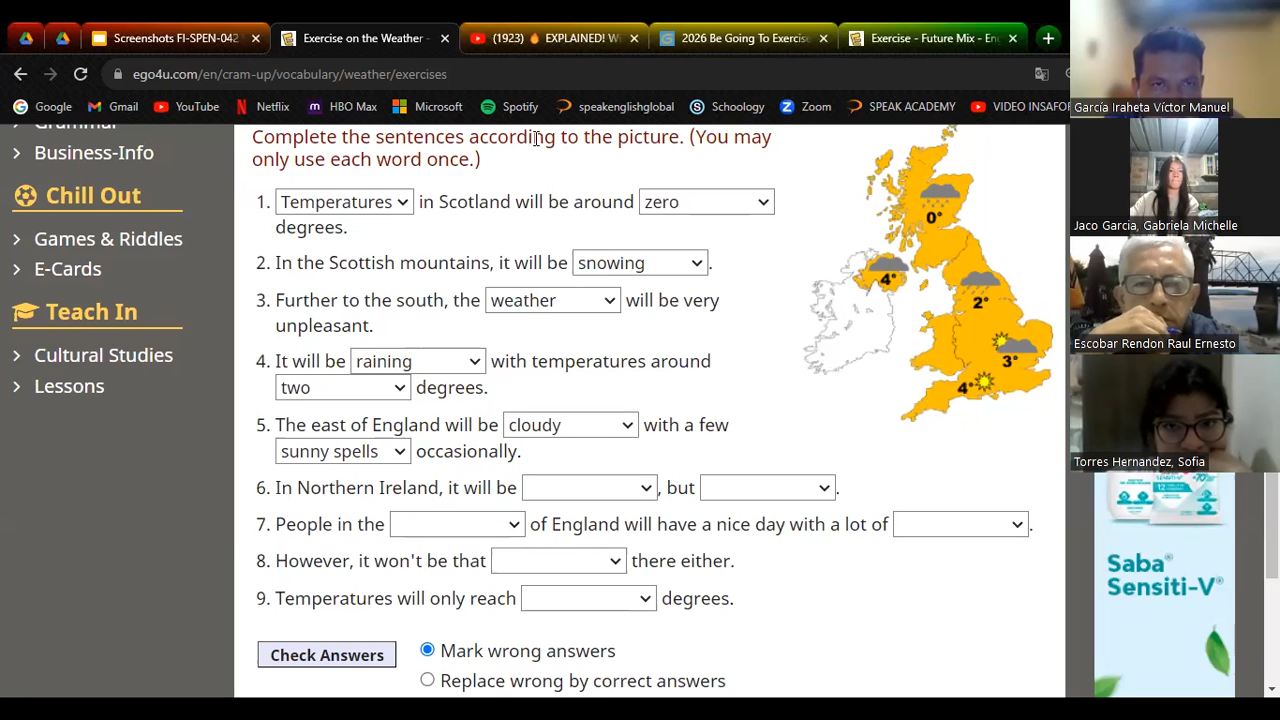 Screenshots FI-SPEN-042
Exercise on the Weather -
(1923) 🔥 EXPLAINED! W
2026 Be Going To Exercise
Exercise - Future Mix - En
ego4u.com/en/cram-up/vocabulary/weather/exercises
Google Gmail YouTube Netflix HBO Max Microsoft Spotify speakenglishglobal Schoology Zoom SPEAK ACADEMY VIDEO INSAFOR
Business-Info
Chill Out
Games & Riddles
E-Cards
Teach In
Cultural Studies
Lessons
Complete the sentences according to the picture. (You may
only use each word once.)
1. Temperatures in Scotland will be around zero
degrees.
2. In the Scottish mountains, it will be snowing .
3. Further to the south, the weather will be very
unpleasant.
4. It will be raining with temperatures around
two degrees.
5. The east of England will be cloudy with a few
sunny spells occasionally.
6. In Northern Ireland, it will be , but .
7. People in the of England will have a nice day with a lot of .
8. However, it won't be that there either.
9. Temperatures will only reach degrees.
Check Answers
Mark wrong answers
Replace wrong by correct answers
0°
4°
2°
3°
4°
García Iraheta Víctor Manuel
Jaco Garcia, Gabriela Michelle
Escobar Rendon Raul Ernesto
Torres Hernandez, Sofia
Saba®
Sensiti-V®